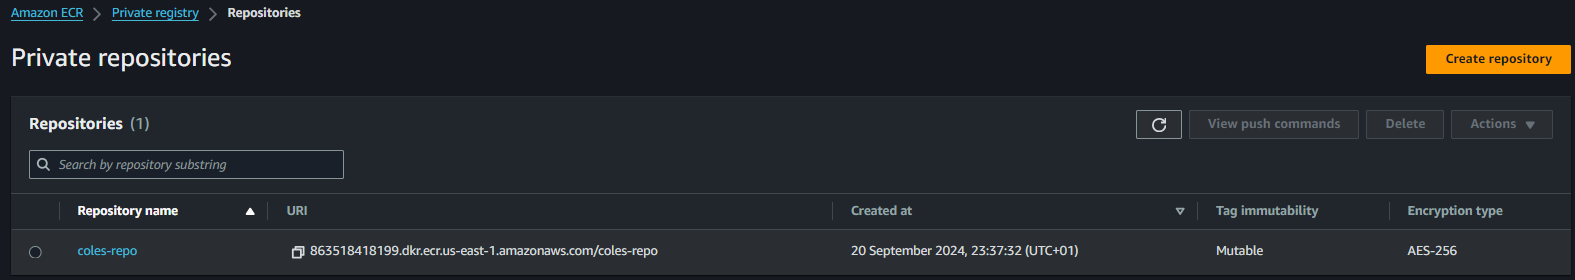 Amazon ECR > Private registry > Repositories
Private repositories
Create repository
Repositories (1)
View push commands
Delete
Actions
Search by repository substring
Repository name URI Created at Tag immutability Encryption type
coles-repo 863518418199.dkr.ecr.us-east-1.amazonaws.com/coles-repo 20 September 2024, 23:37:32 (UTC+01) Mutable AES-256